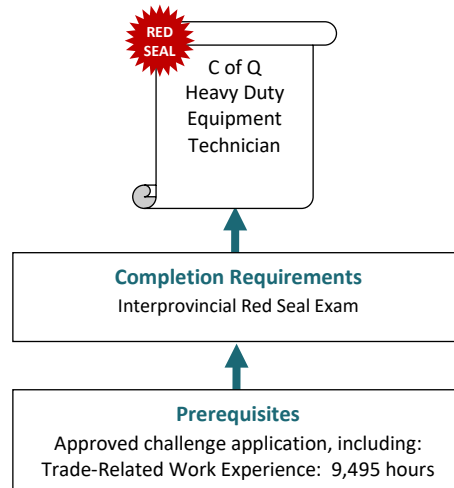 RED
SEAL
C of Q
Heavy Duty
Equipment
Technician
Completion Requirements
Interprovincial Red Seal Exam
Prerequisites
Approved challenge application, including:
Trade-Related Work Experience:  9,495 hours